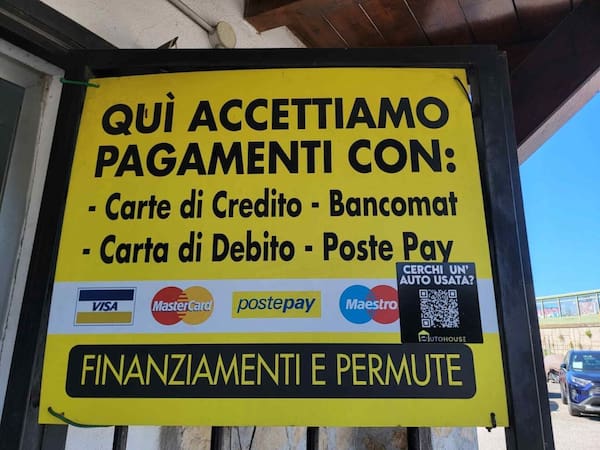 QUÌ ACCETTIAMO
PAGAMENTI CON:
- Carte di Credito - Bancomat
- Carta di Debito - Poste Pay
CERCHI UN'
AUTO USATA?
VISA
MasterCard
postepay
Maestro
UTOHOUSE
FINANZIAMENTI E PERMUTE